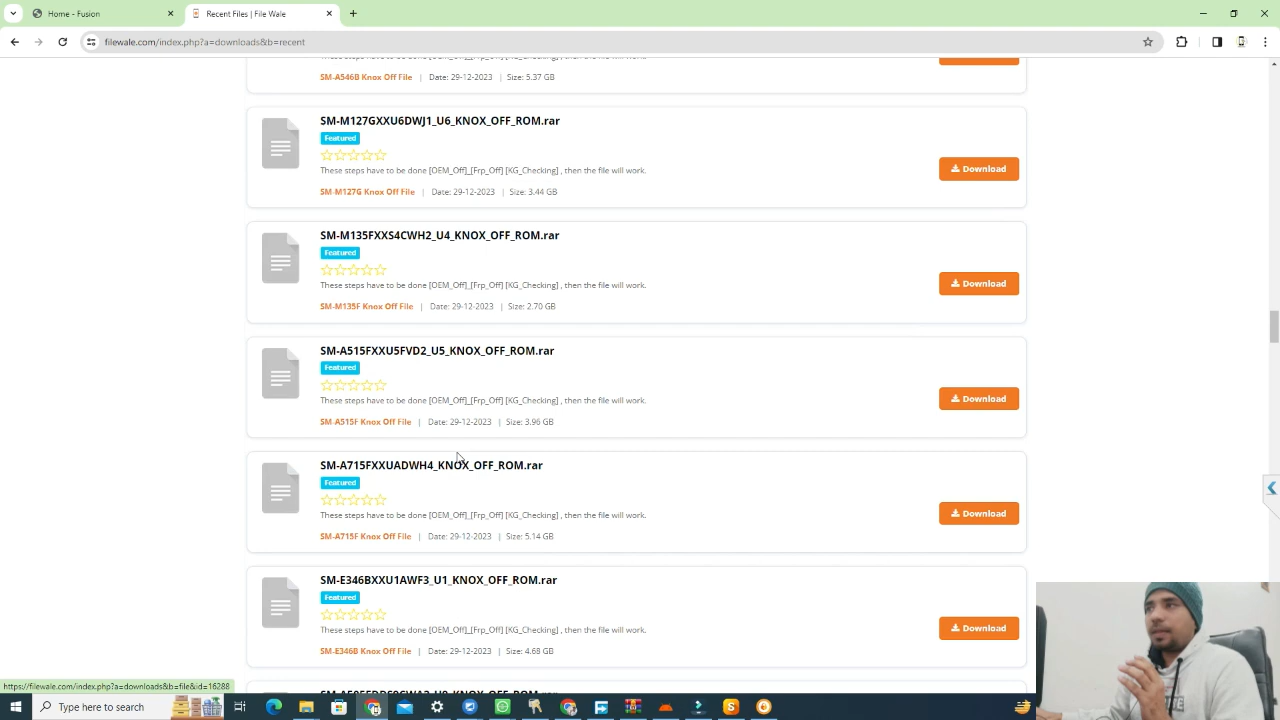 Home - Fusion
Recent Files | File Wale
filewale.com/index.php?a=downloads&b=recent
SM-A546B Knox Off File | Date: 29-12-2023 | Size: 5.37 GB
SM-M127GXXU6DWJ1_U6_KNOX_OFF_ROM.rar
Featured
These steps have to be done [OEM_Off]_[Frp_Off] [KG_Checking] , then the file will work.
Download
SM-M127G Knox Off File | Date: 29-12-2023 | Size: 3.44 GB
SM-M135FXXS4CWH2_U4_KNOX_OFF_ROM.rar
Featured
These steps have to be done [OEM_Off]_[Frp_Off] [KG_Checking] , then the file will work.
Download
SM-M135F Knox Off File | Date: 29-12-2023 | Size: 2.70 GB
SM-A515FXXU5FVD2_U5_KNOX_OFF_ROM.rar
Featured
These steps have to be done [OEM_Off]_[Frp_Off] [KG_Checking] , then the file will work.
Download
SM-A515F Knox Off File | Date: 29-12-2023 | Size: 3.96 GB
SM-A715FXXUADWH4_KNOX_OFF_ROM.rar
Featured
These steps have to be done [OEM_Off]_[Frp_Off] [KG_Checking] , then the file will work.
Download
SM-A715F Knox Off File | Date: 29-12-2023 | Size: 5.14 GB
SM-E346BXXU1AWF3_U1_KNOX_OFF_ROM.rar
Featured
These steps have to be done [OEM_Off]_[Frp_Off] [KG_Checking] , then the file will work.
Download
SM-E346B Knox Off File | Date: 29-12-2023 | Size: 4.68 GB
https://filewale.com/index.php?a=downloads&b=file&id=16288
Type here to search